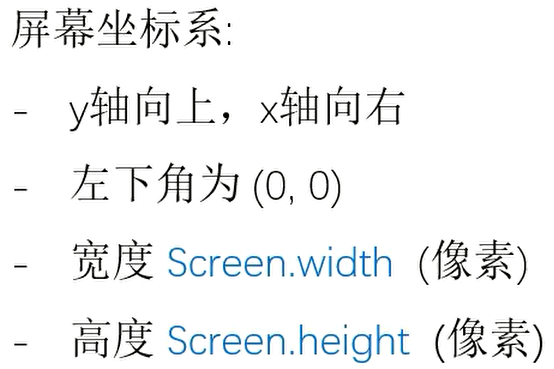 屏幕坐标系:
- y轴向上，x轴向右
- 左下角为 (0, 0)
- 宽度 Screen.width (像素)
- 高度 Screen.height (像素)